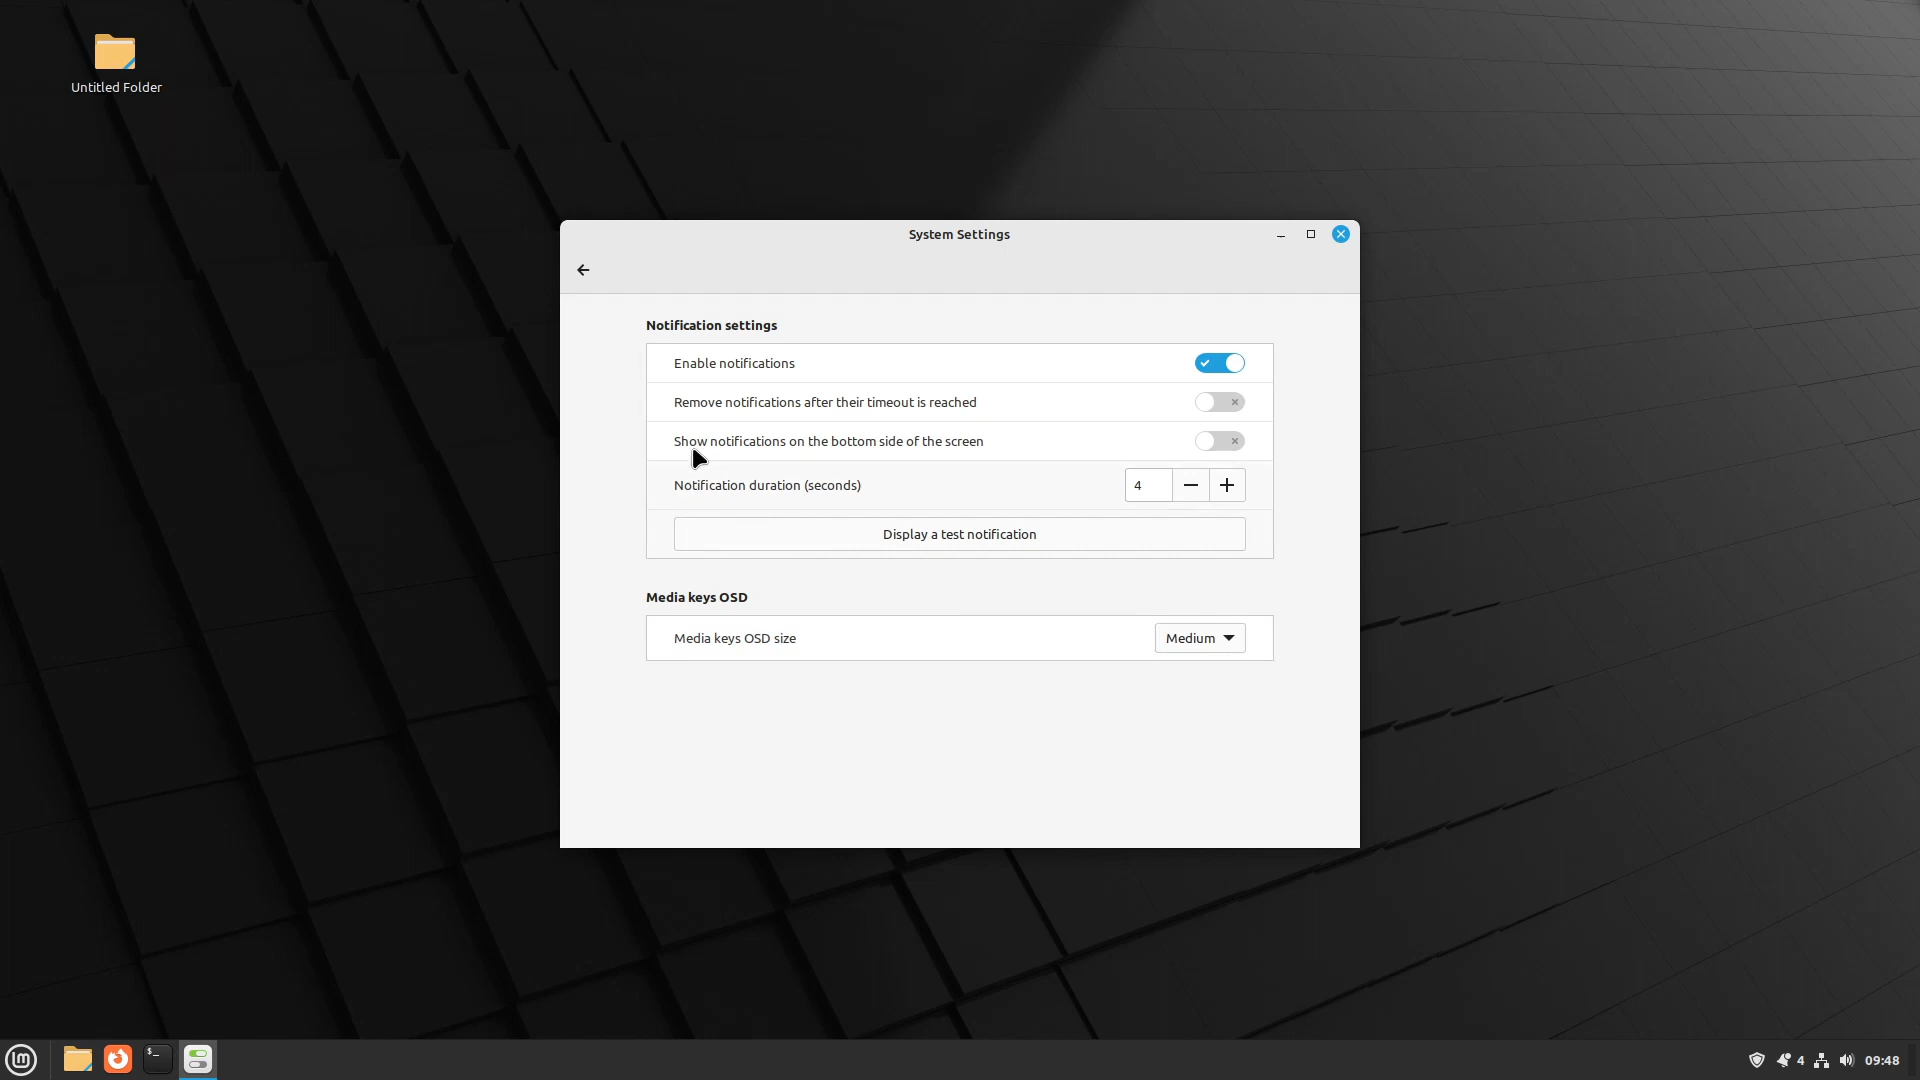 Untitled Folder
System Settings
Notification settings
Enable notifications
Remove notifications after their timeout is reached
Show notifications on the bottom side of the screen
Notification duration (seconds) 4
Display a test notification
Media keys OSD
Media keys OSD size Medium
lm $_ 4 09:48